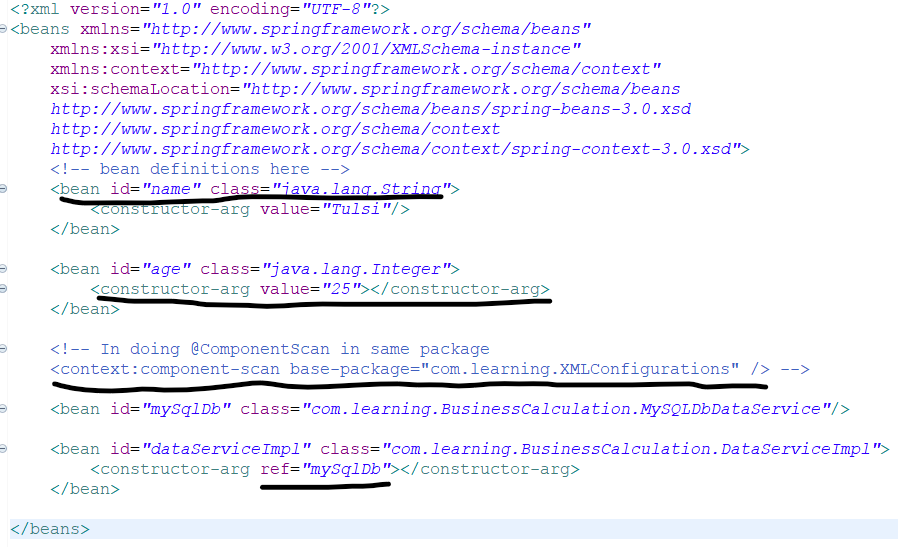 <?xml version="1.0" encoding="UTF-8"?>
<beans xmlns="http://www.springframework.org/schema/beans"
xmlns:xsi="http://www.w3.org/2001/XMLSchema-instance"
xmlns:context="http://www.springframework.org/schema/context"
xsi:schemaLocation="http://www.springframework.org/schema/beans
http://www.springframework.org/schema/beans/spring-beans-3.0.xsd
http://www.springframework.org/schema/context
http://www.springframework.org/schema/context/spring-context-3.0.xsd">
<!-- bean definitions here -->
<bean id="name" class="java.lang.String">
<constructor-arg value="Tulsi"/>
</bean>
<bean id="age" class="java.lang.Integer">
<constructor-arg value="25"></constructor-arg>
</bean>
<!-- In doing @ComponentScan in same package
<context:component-scan base-package="com.learning.XMLConfigurations" /> -->
<bean id="mySqlDb" class="com.learning.BusinessCalculation.MySQLDbDataService"/>
<bean id="dataServiceImpl" class="com.learning.BusinessCalculation.DataServiceImpl">
<constructor-arg ref="mySqlDb"></constructor-arg>
</bean>
</beans>